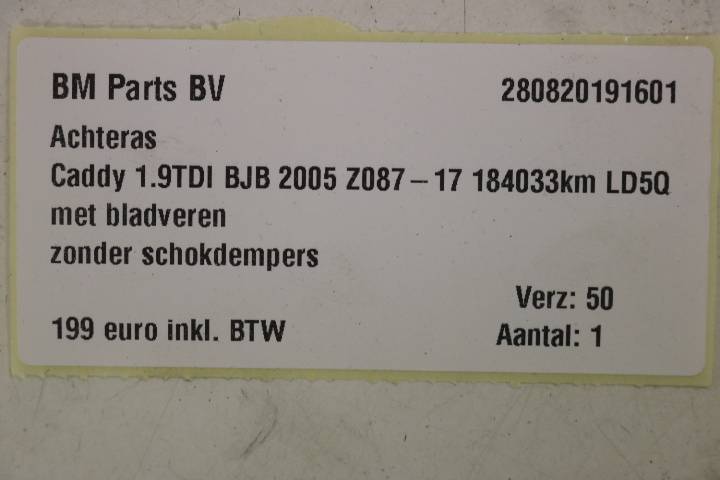 BM Parts BV 280820191601
Achteras
Caddy 1.9TDI BJB 2005 Z087-17 184033km LD5Q
met bladveren
zonder schokdempers
Verz: 50
199 euro inkl. BTW Aantal: 1